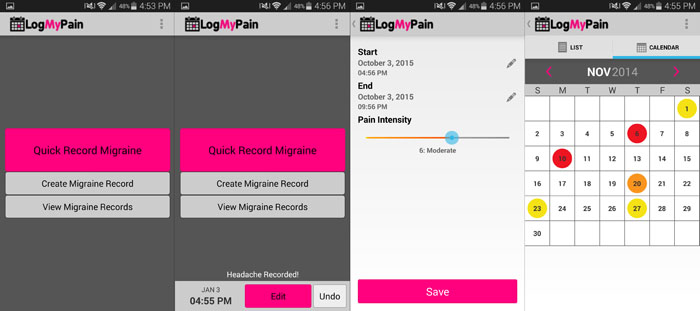 48% 4:53 PM
LogMyPain
Quick Record Migraine
Create Migraine Record
View Migraine Records
48% 4:56 PM
LogMyPain
Quick Record Migraine
Create Migraine Record
View Migraine Records
Headache Recorded!
JAN 3
04:55 PM
Edit
Undo
48% 4:56 PM
LogMyPain
Start
October 3, 2015
04:56 PM
End
October 3, 2015
09:56 PM
Pain Intensity
6: Moderate
Save
48% 4:55 PM
LogMyPain
LIST
CALENDAR
NOV 2014
S M T W T F S
1
2 3 4 5 6 7 8
9 10 11 12 13 14 15
16 17 18 19 20 21 22
23 24 25 26 27 28 29
30